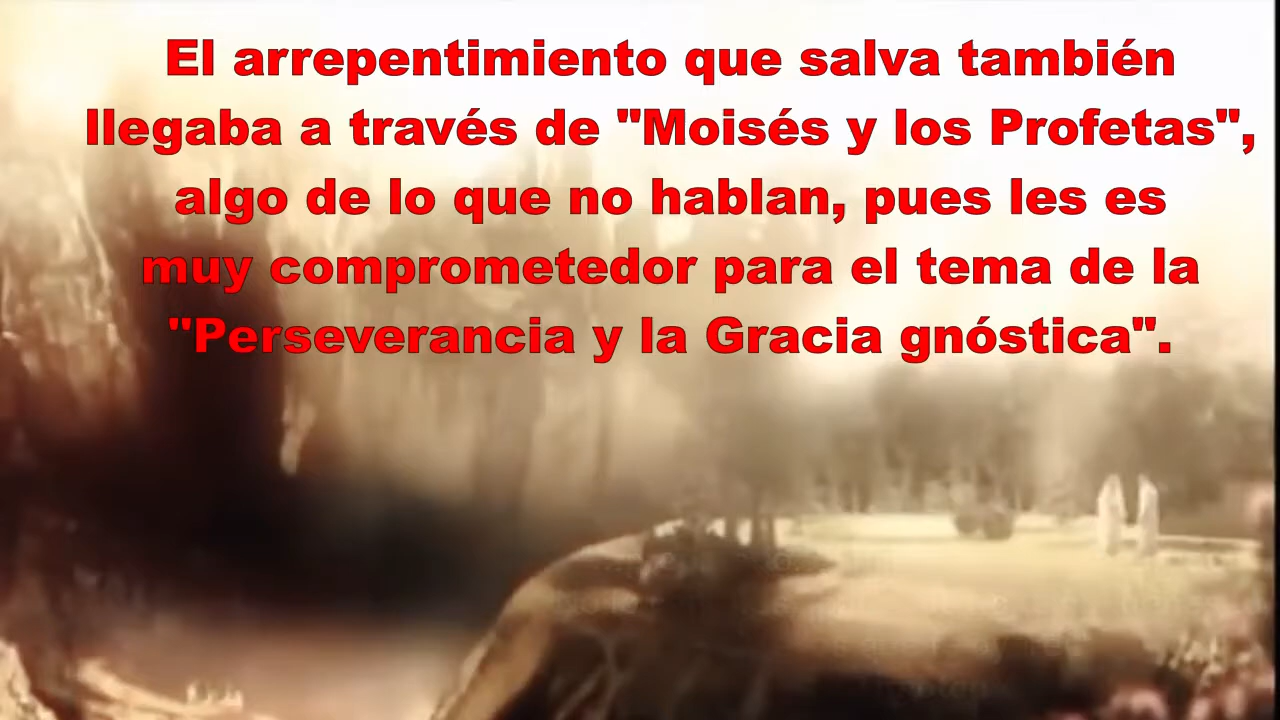 El arrepentimiento que salva también
llegaba a través de "Moisés y los Profetas",
algo de lo que no hablan, pues les es
muy comprometedor para el tema de la
"Perseverancia y la Gracia gnóstica".